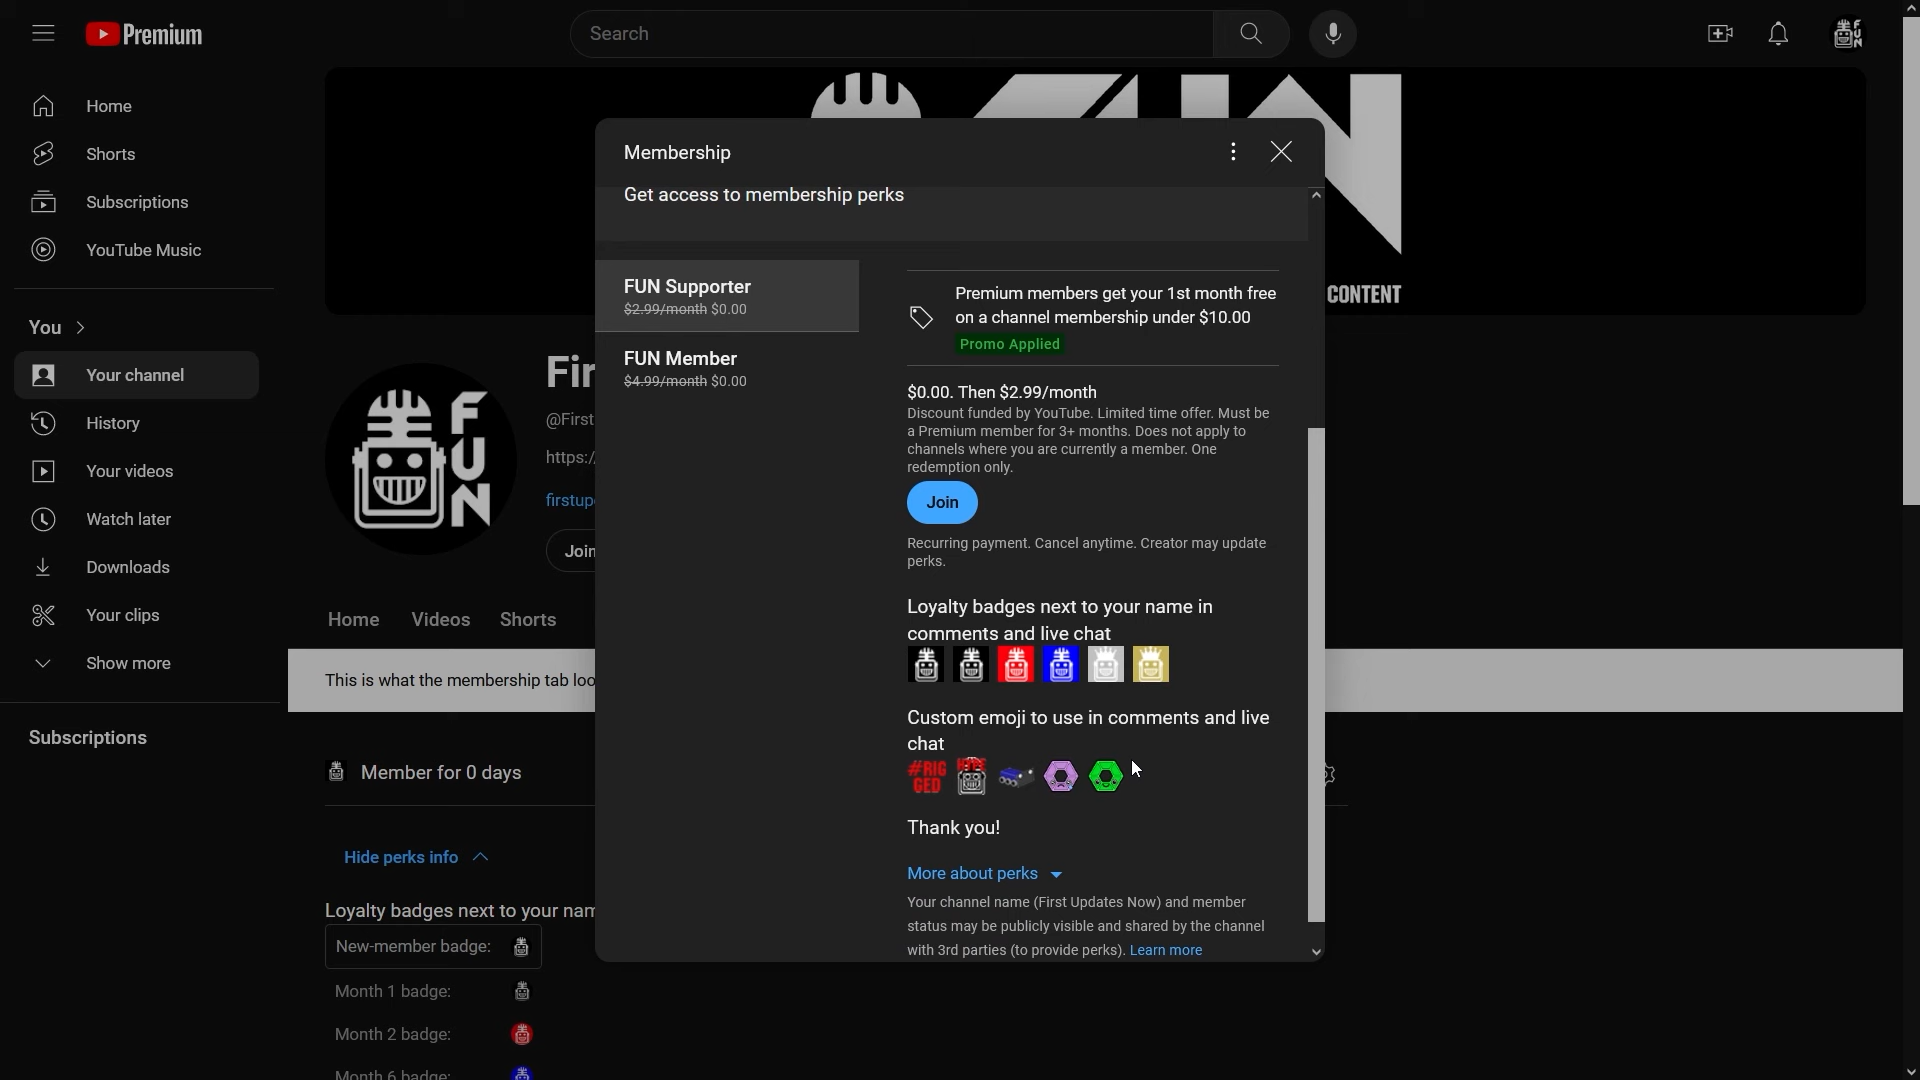 Premium
Search
FUN
Home
Shorts
Subscriptions
YouTube Music
You
Your channel
History
Your videos
Watch later
Downloads
Your clips
Show more
Subscriptions
CONTENT
FUN
Fir
@First
https:/
firstup
Join
Home Videos Shorts
This is what the membership tab loo
Member for 0 days
Hide perks info
Loyalty badges next to your nam
New-member badge:
Month 1 badge:
Month 2 badge:
Month 6 badge:
Membership
Get access to membership perks
FUN Supporter
$2.99/month $0.00
FUN Member
$4.99/month $0.00
Premium members get your 1st month free
on a channel membership under $10.00
Promo Applied
$0.00. Then $2.99/month
Discount funded by YouTube. Limited time offer. Must be
a Premium member for 3+ months. Does not apply to
channels where you are currently a member. One
redemption only.
Join
Recurring payment. Cancel anytime. Creator may update
perks.
Loyalty badges next to your name in
comments and live chat
Custom emoji to use in comments and live
chat
#RIG
GED
HYPE
Thank you!
More about perks
Your channel name (First Updates Now) and member
status may be publicly visible and shared by the channel
with 3rd parties (to provide perks). Learn more